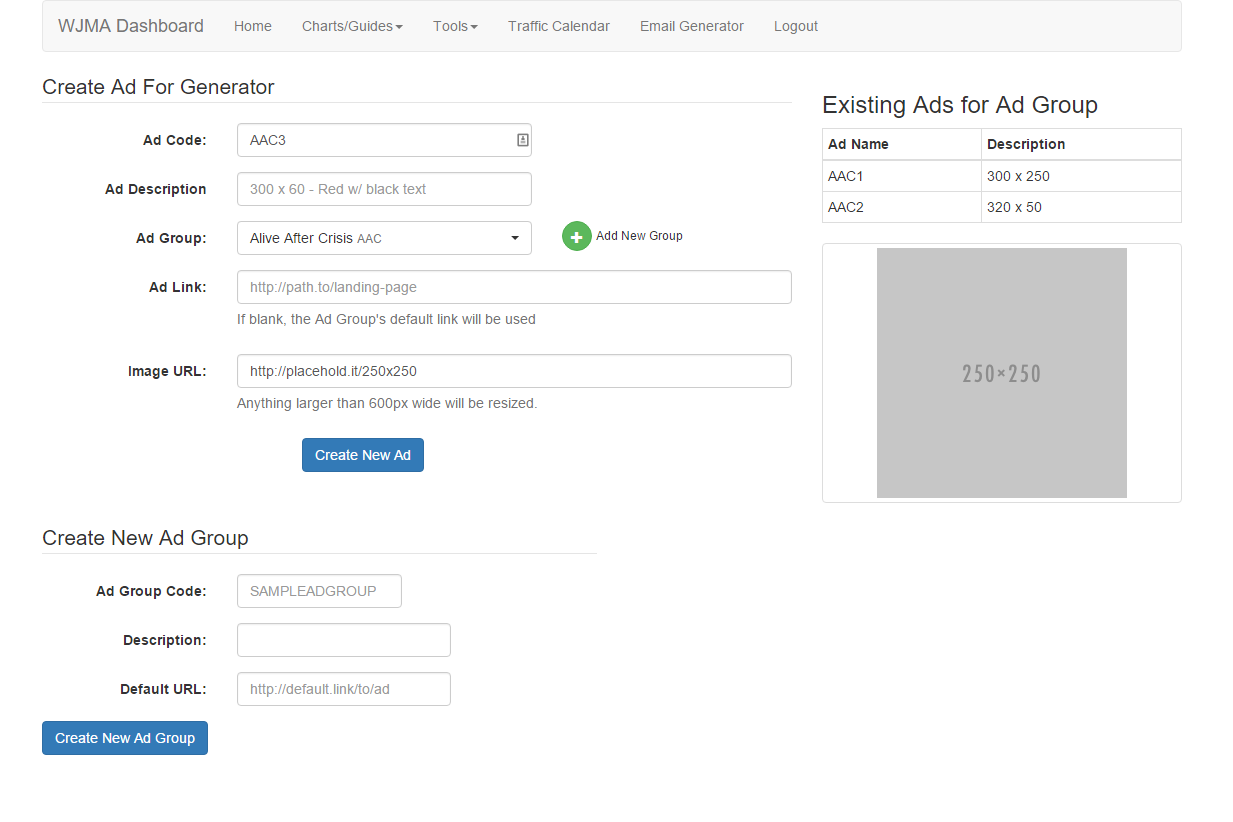 WJMA Dashboard Home Charts/Guides Tools Traffic Calendar Email Generator Logout
Create Ad For Generator
Ad Code: AAC3
Ad Description 300 x 60 - Red w/ black text
Ad Group: Alive After Crisis AAC Add New Group
Ad Link: http://path.to/landing-page
If blank, the Ad Group's default link will be used
Image URL: http://placehold.it/250x250
Anything larger than 600px wide will be resized.
Create New Ad
Existing Ads for Ad Group
Ad Name Description
AAC1 300 x 250
AAC2 320 x 50
250×250
Create New Ad Group
Ad Group Code: SAMPLEADGROUP
Description:
Default URL: http://default.link/to/ad
Create New Ad Group